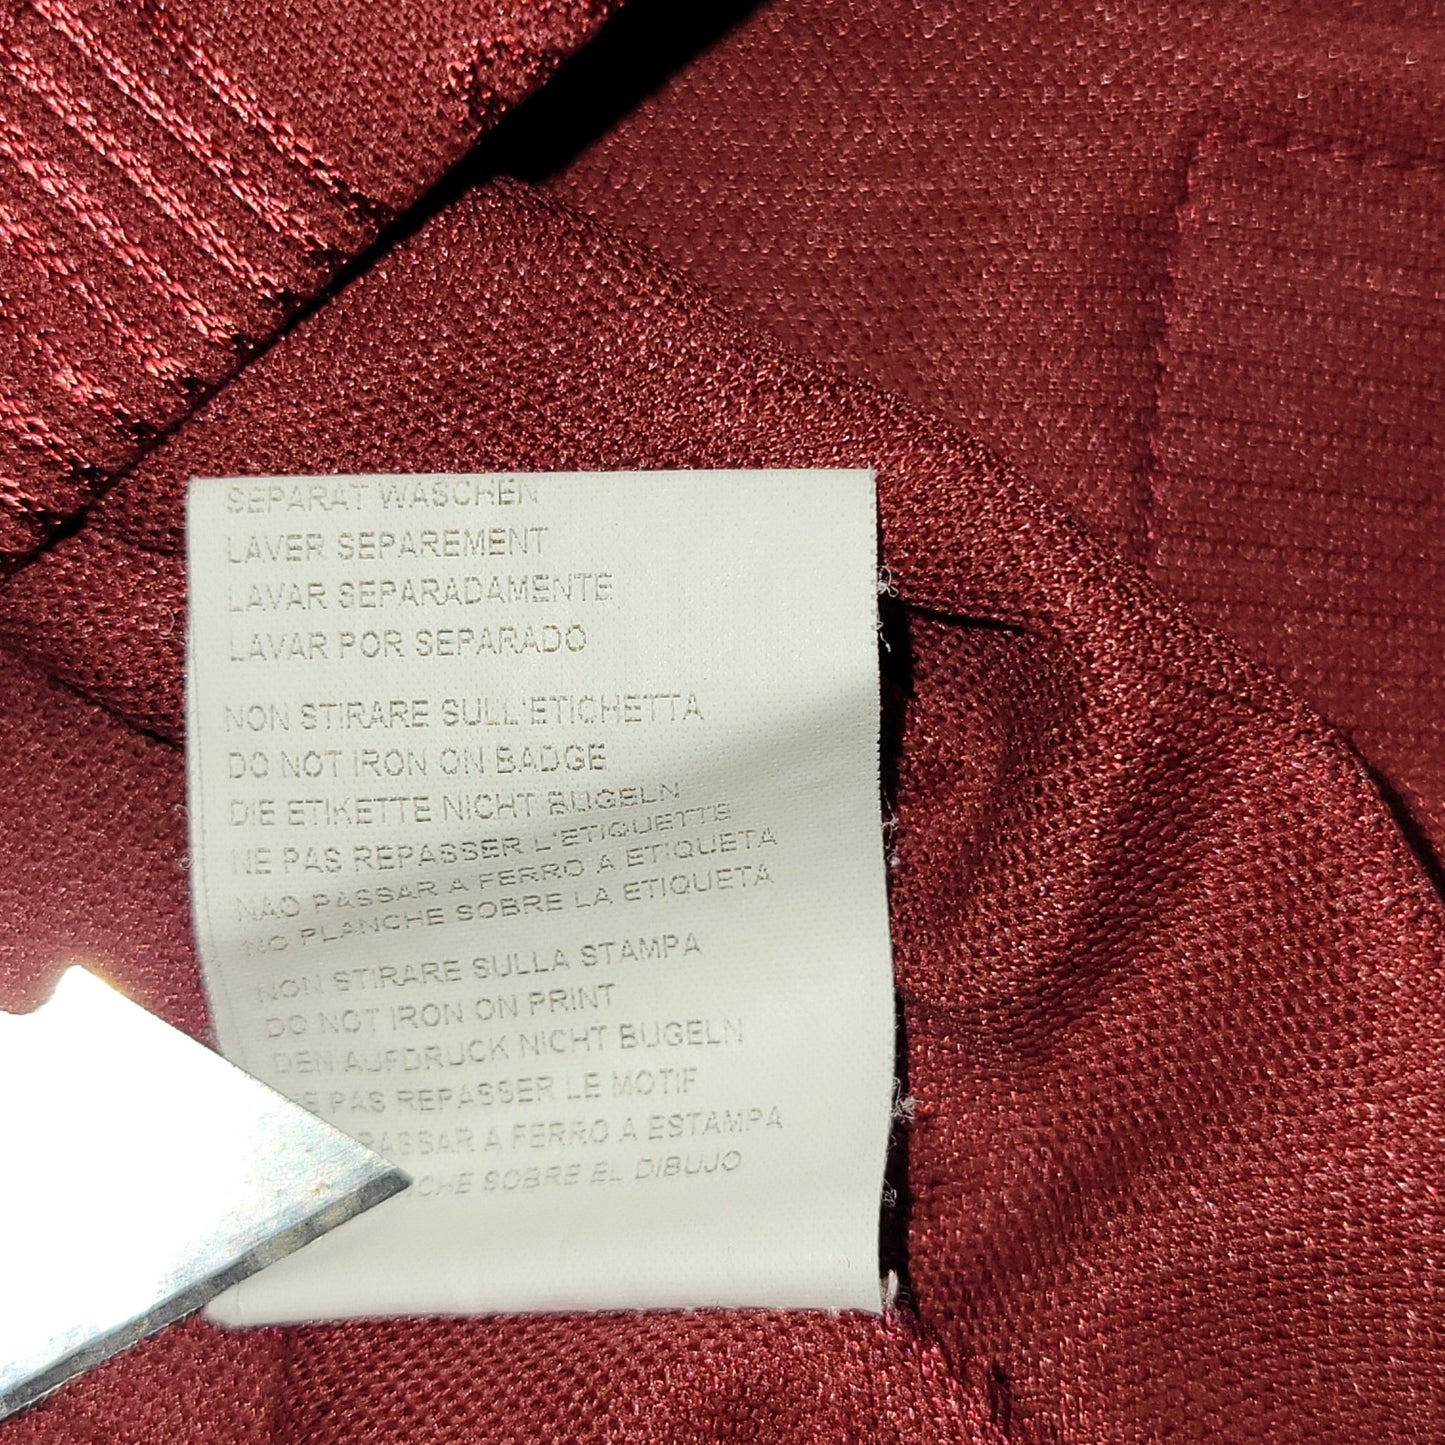 SEPARAT WASCHEN
LAVER SEPAREMENT
LAVAR SEPARADAMENTE
LAVAR POR SEPARADO
NON STIRARE SULL'ETICHETTA
DO NOT IRON ON BADGE
DIE ETIKETTE NICHT BÜGELN
NE PAS REPASSER L'ETIQUETTE
NAO PASSAR A FERRO A ETIQUETA
NO PLANCHE SOBRE LA ETIQUETA
NON STIRARE SULLA STAMPA
DO NOT IRON ON PRINT
DEN AUFDRUCK NICHT BUGELN
PAS REPASSER LE MOTIF
PASSAR A FERRO A ESTAMPA
SOBRE EL DIBUJO